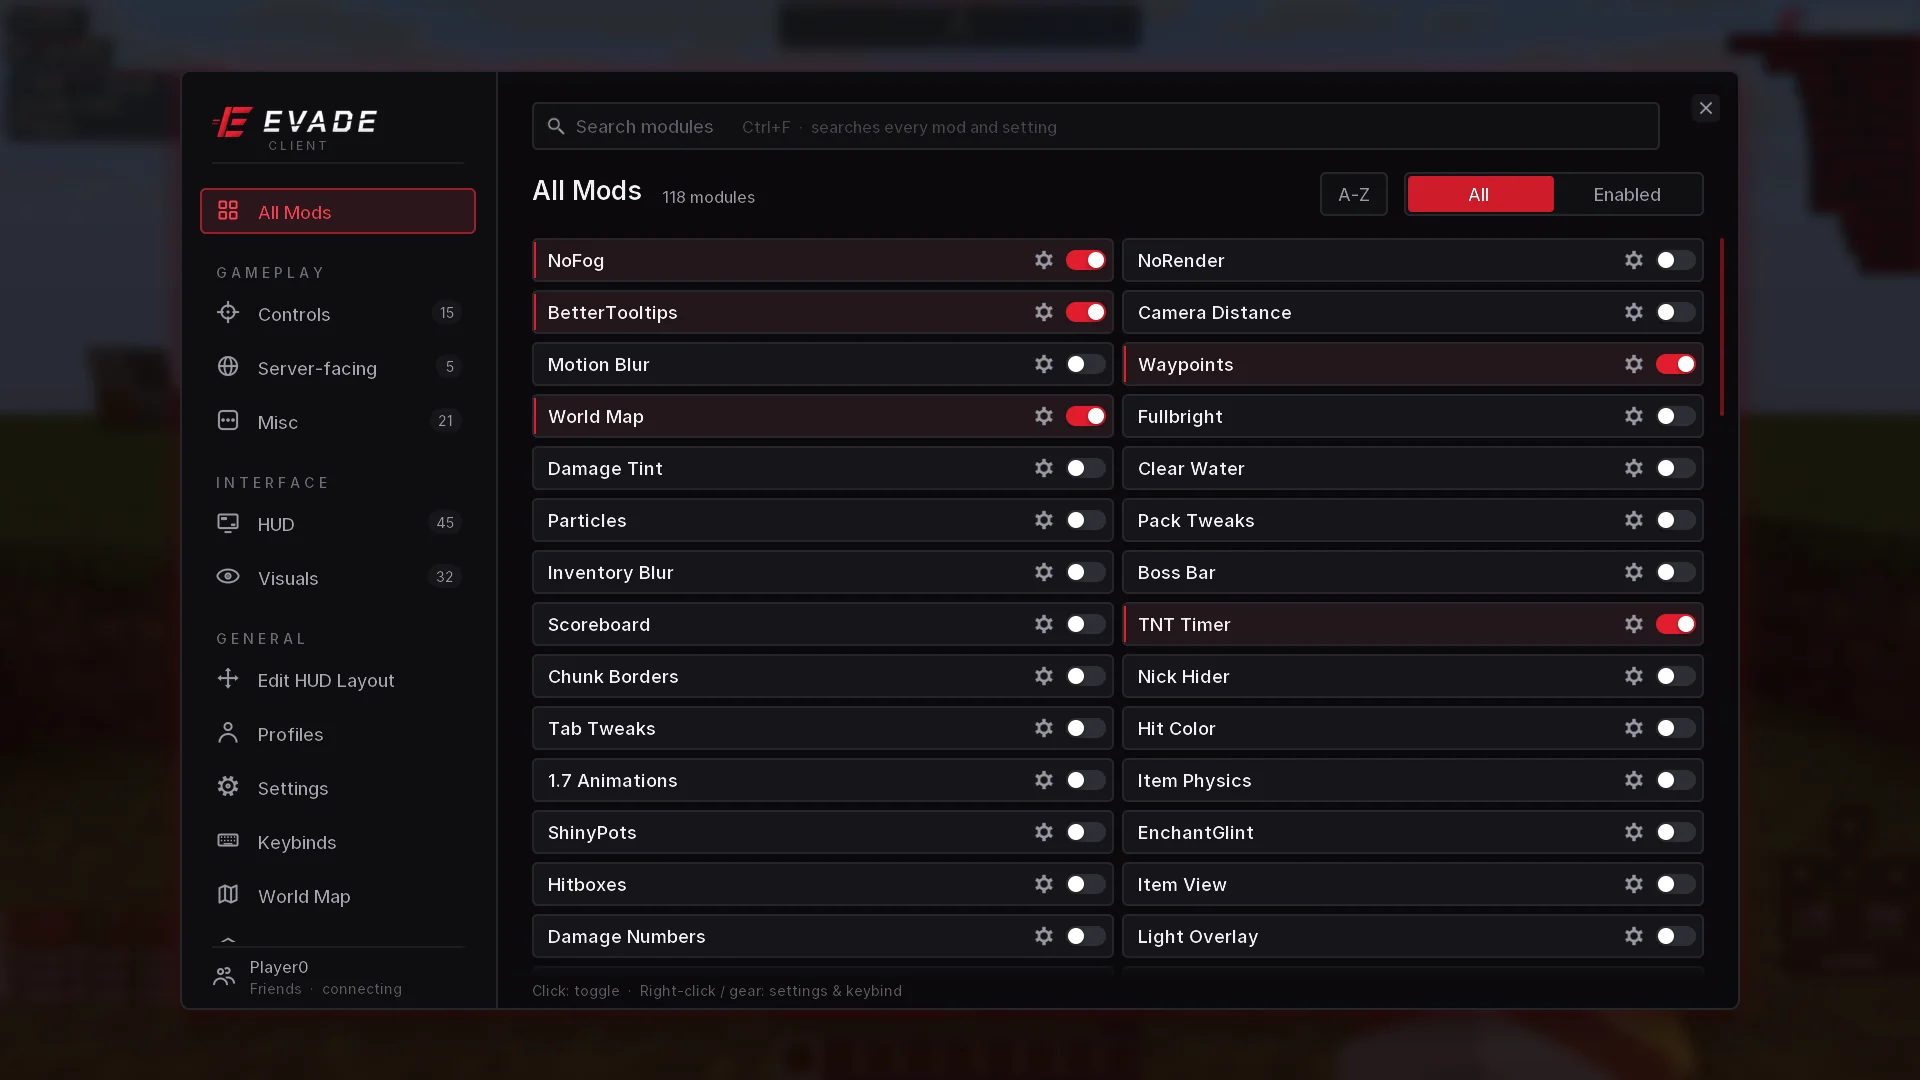 EVADE
CLIENT
All Mods
GAMEPLAY
Controls 15
Server-facing 5
Misc 21
INTERFACE
HUD 45
Visuals 32
GENERAL
Edit HUD Layout
Profiles
Settings
Keybinds
World Map
Player0
Friends · connecting
Search modules Ctrl+F · searches every mod and setting
All Mods 118 modules
A-Z All Enabled
NoFog NoRender
BetterTooltips Camera Distance
Motion Blur Waypoints
World Map Fullbright
Damage Tint Clear Water
Particles Pack Tweaks
Inventory Blur Boss Bar
Scoreboard TNT Timer
Chunk Borders Nick Hider
Tab Tweaks Hit Color
1.7 Animations Item Physics
ShinyPots EnchantGlint
Hitboxes Item View
Damage Numbers Light Overlay
Click: toggle · Right-click / gear: settings & keybind